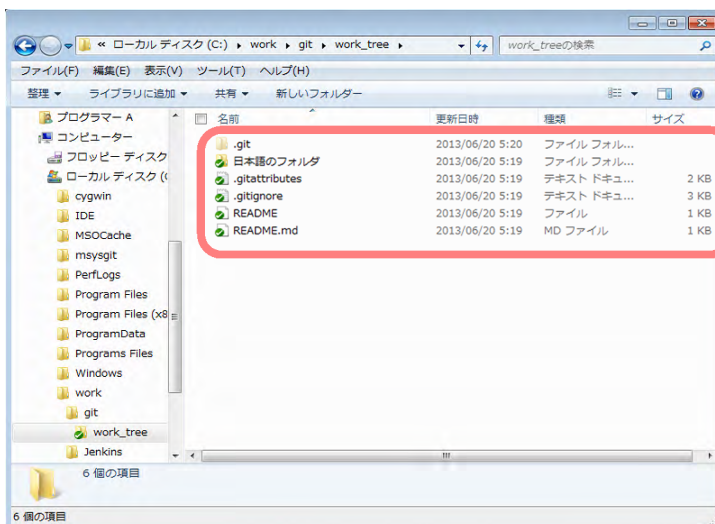 « ローカル ディスク (C:) ▸ work ▸ git ▸ work_tree ▸
work_treeの検索
ファイル(F) 編集(E) 表示(V) ツール(T) ヘルプ(H)
整理 ▼ ライブラリに追加 ▼ 共有 ▼ 新しいフォルダー
プログラマー A
コンピューター
フロッピー ディスク
ローカル ディスク (C
cygwin
IDE
MSOCache
msysgit
PerfLogs
Program Files
Program Files (x8
ProgramData
Programs Files
Windows
work
git
work_tree
Jenkins
名前 更新日時 種類 サイズ
.git 2013/06/20 5:20 ファイル フォル...
日本語のフォルダ 2013/06/20 5:19 ファイル フォル...
.gitattributes 2013/06/20 5:19 テキスト ドキュ... 2 KB
.gitignore 2013/06/20 5:19 テキスト ドキュ... 3 KB
README 2013/06/20 5:19 ファイル 1 KB
README.md 2013/06/20 5:19 MD ファイル 1 KB
6 個の項目
6 個の項目